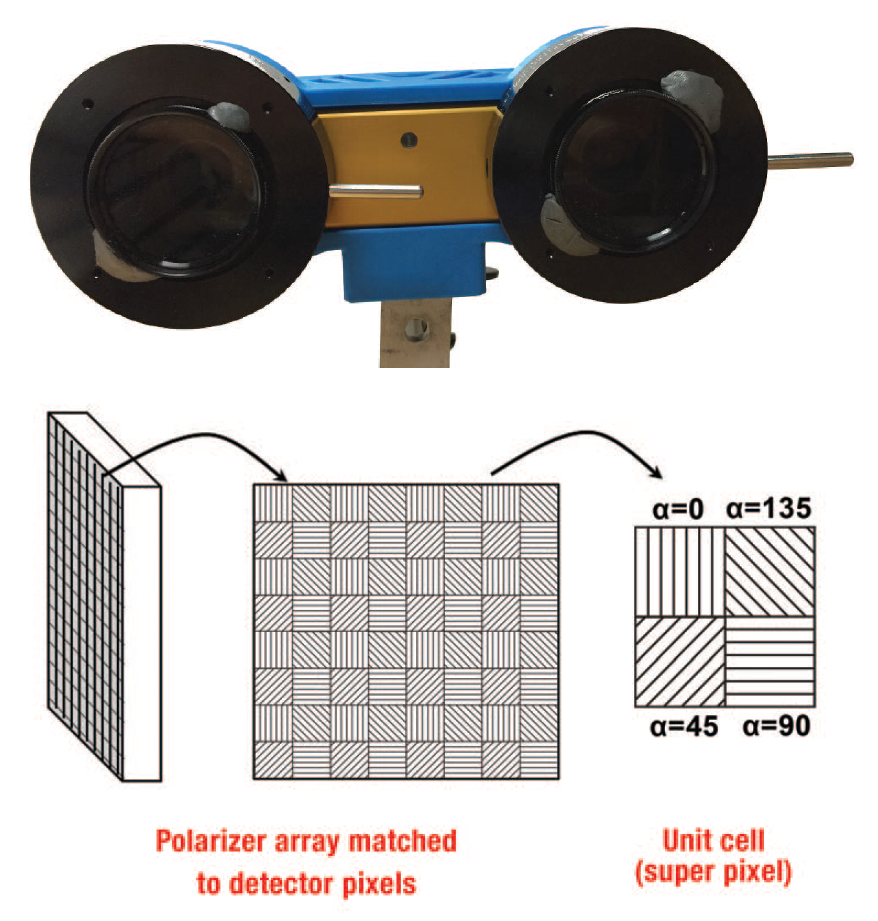 α=0 α=135
α=45 α=90
Polarizer array matched
to detector pixels
Unit cell
(super pixel)